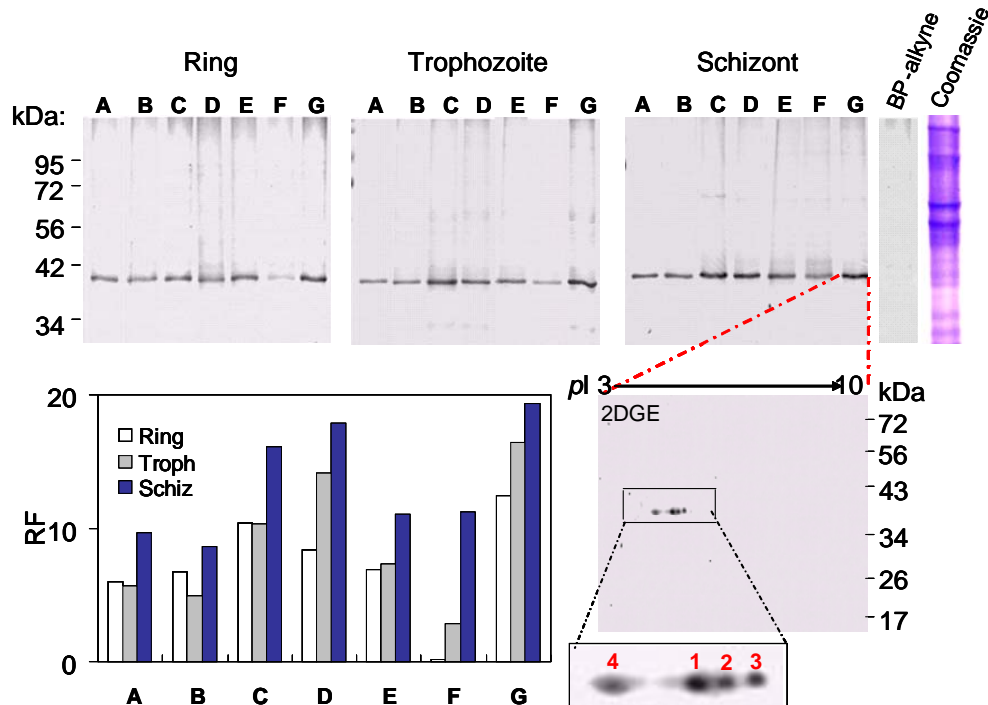 Ring Trophozoite Schizont BP-alkyne Coomassie
A B C D E F G A B C D E F G A B C D E F G
kDa:
95
72
56
42
34
pI 3 10 kDa
2DGE
72
56
43
34
26
17
20
Ring
Troph
Schiz
RF
10
0
A B C D E F G
4 1 2 3